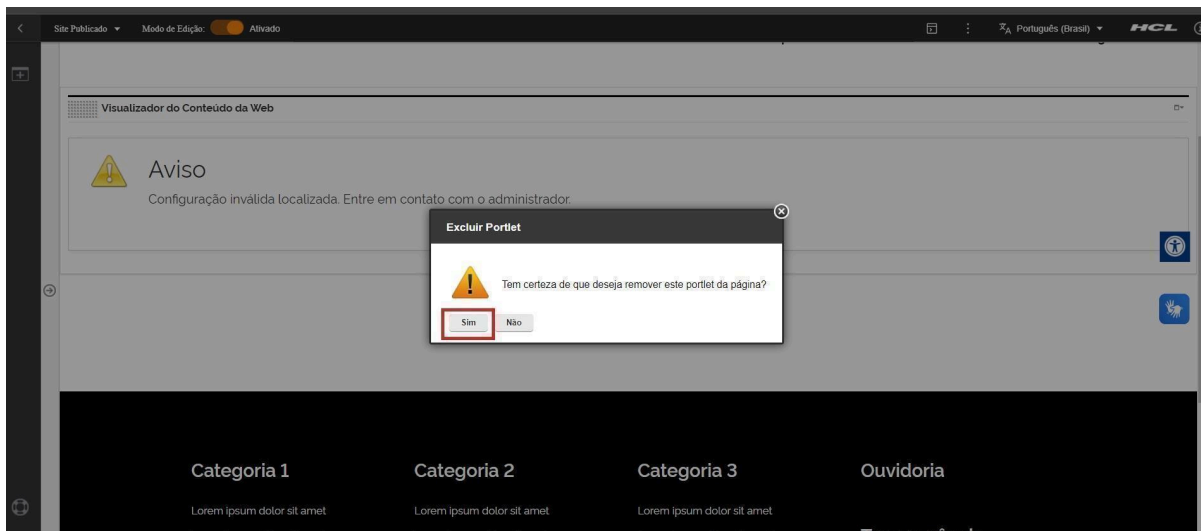 Site Publicado
Modo de Edição:
Ativado
Português (Brasil)
HCL
Visualizador do Conteúdo da Web
Aviso
Configuração inválida localizada. Entre em contato com o administrador.
Excluir Portlet
Tem certeza de que deseja remover este portlet da página?
Sim
Não
Categoria 1
Categoria 2
Categoria 3
Ouvidoria
Lorem ipsum dolor sit amet
Lorem ipsum dolor sit amet
Lorem ipsum dolor sit amet